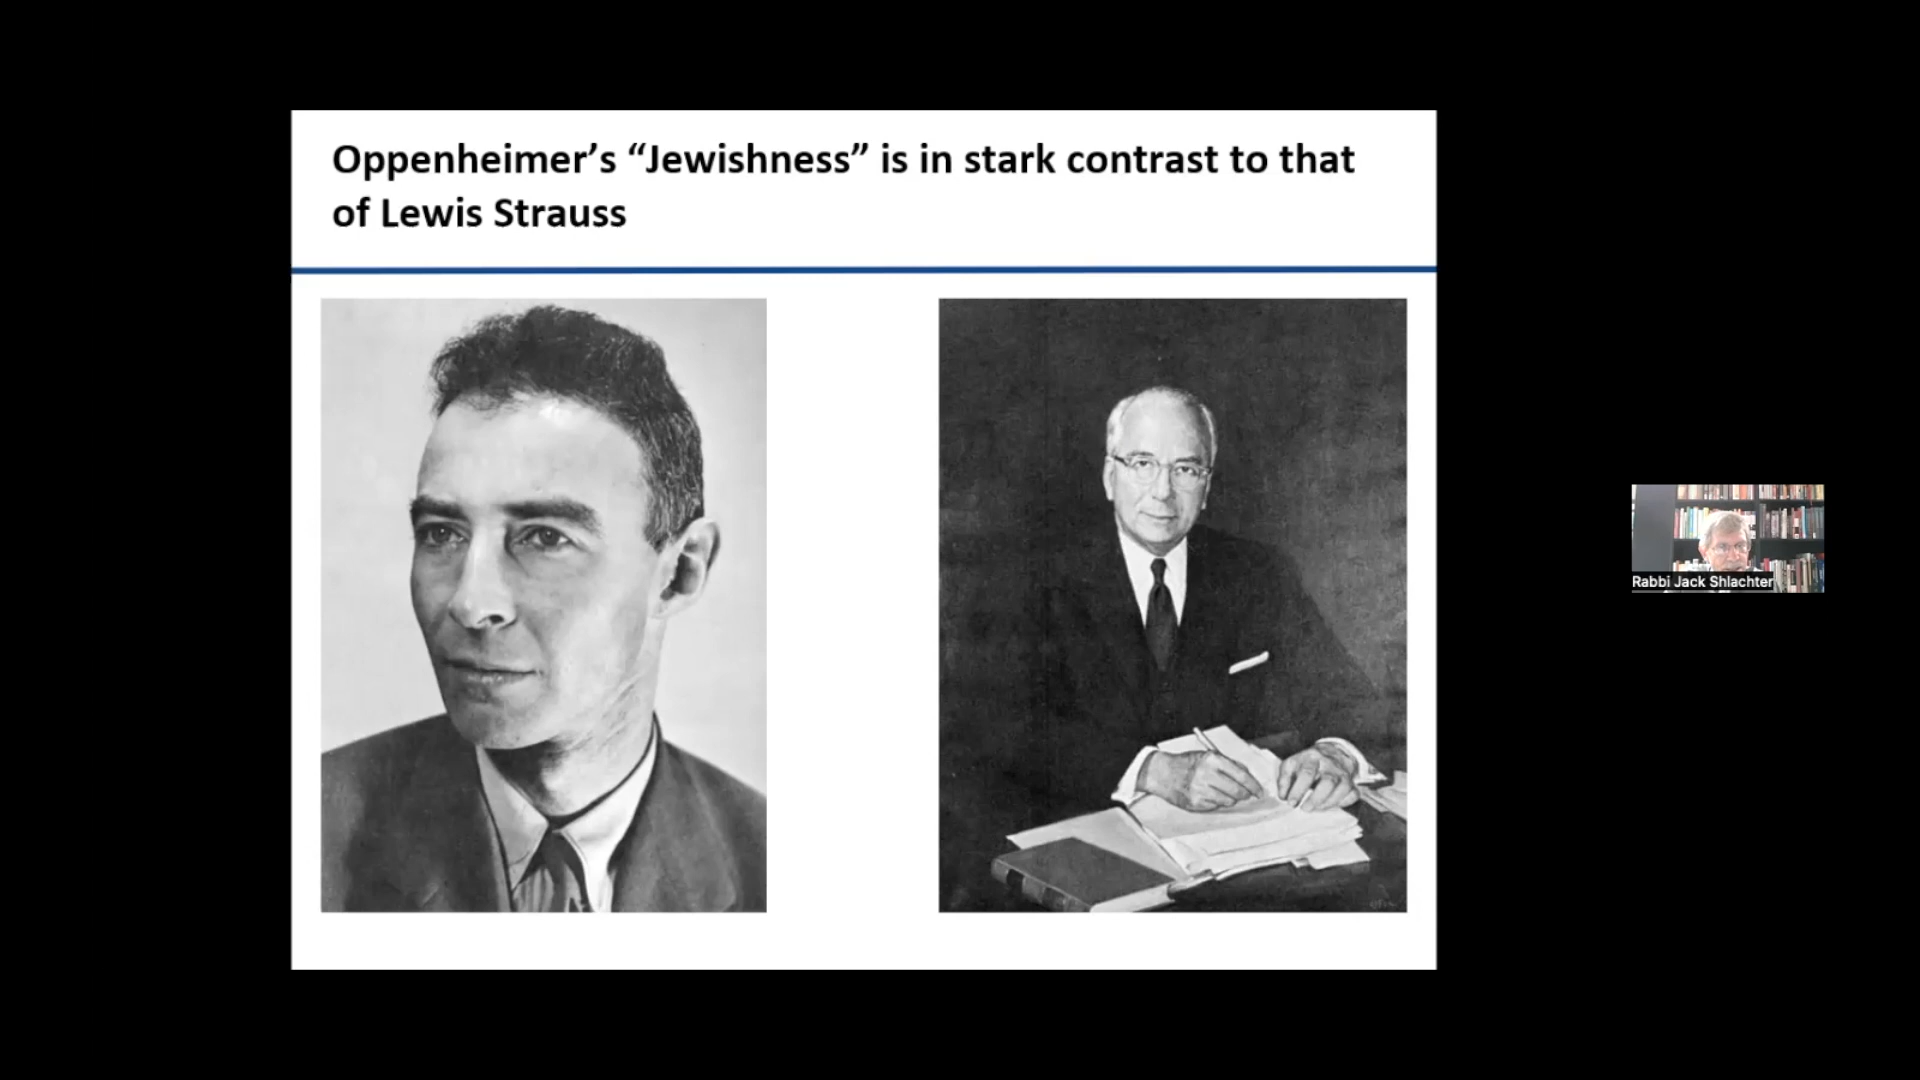 Oppenheimer’s “Jewishness” is in stark contrast to that
of Lewis Strauss
Rabbi Jack Shlachter